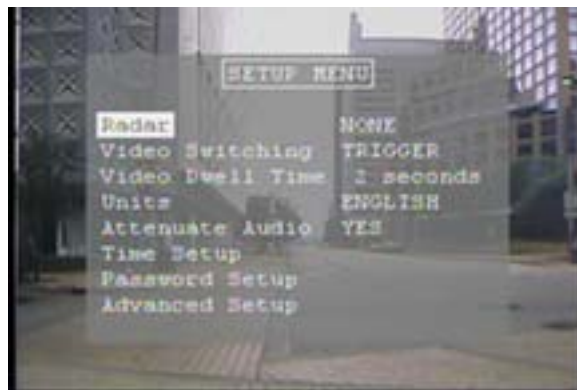 SETUP MENU
Radar NONE
Video Switching TRIGGER
Video Dwell Time 2 seconds
Units ENGLISH
Attenuate Audio YES
Time Setup
Password Setup
Advanced Setup